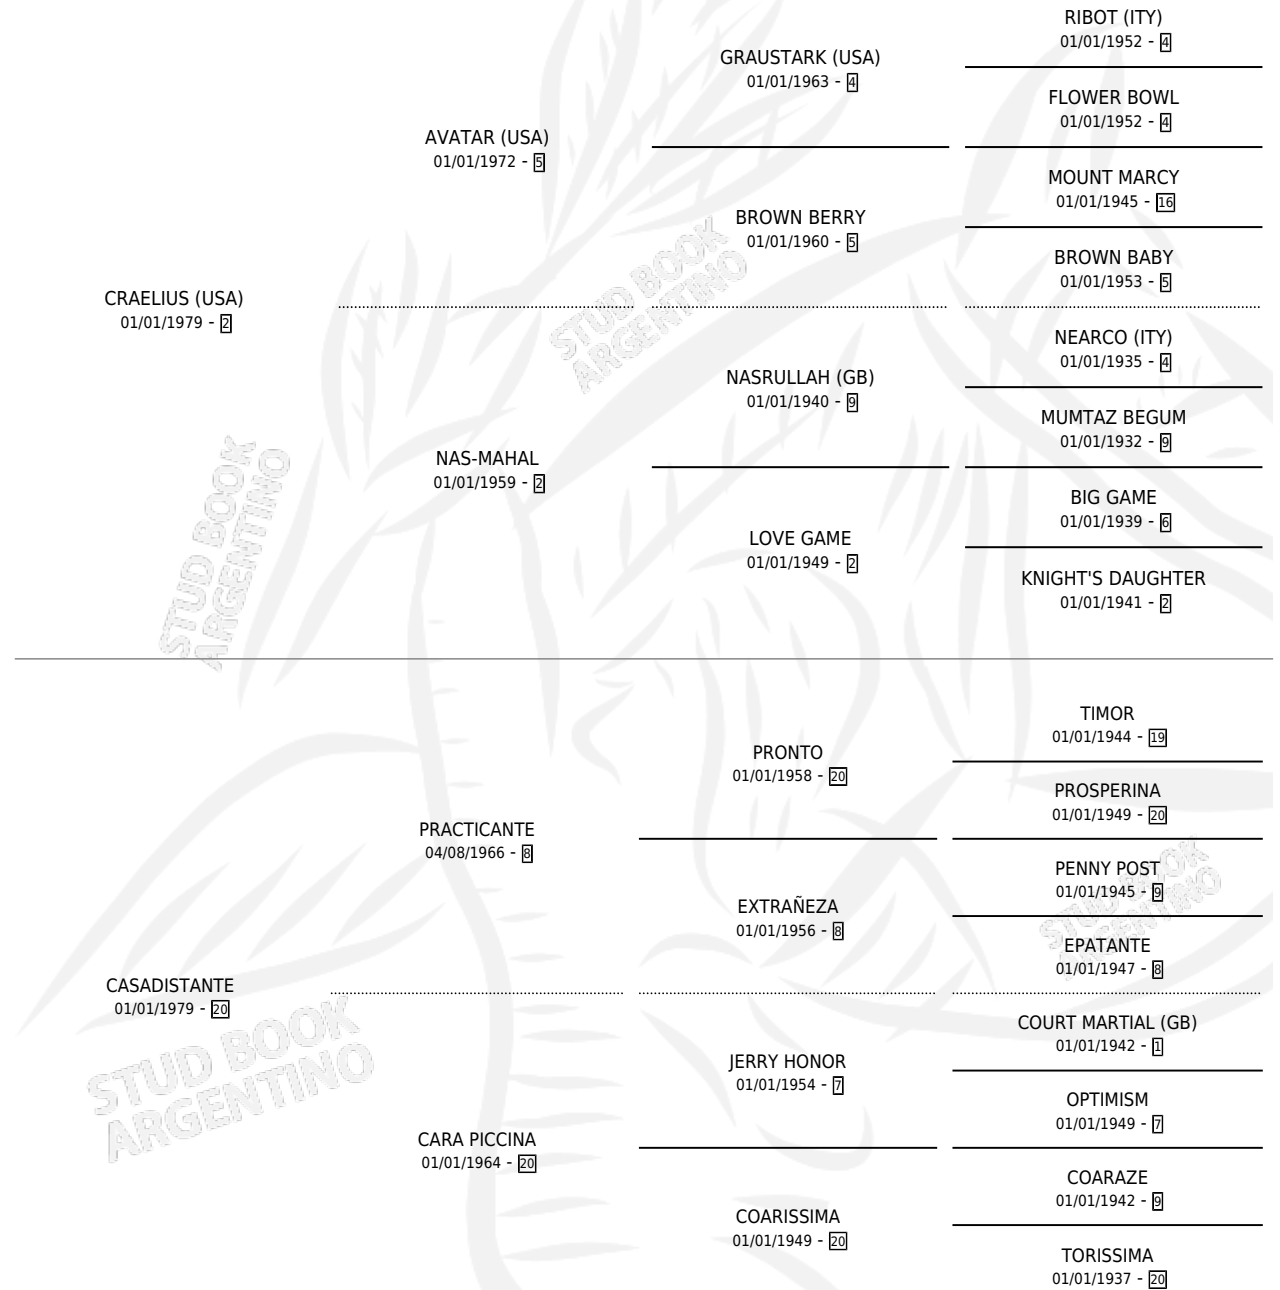 RIBOT (ITY)
01/01/1952 - 4
GRAUSTARK (USA)
01/01/1963 - 4
FLOWER BOWL
01/01/1952 - 4
AVATAR (USA)
01/01/1972 - 5
MOUNT MARCY
01/01/1945 - 16
BROWN BERRY
01/01/1960 - 5
BROWN BABY
01/01/1953 - 5
CRAELIUS (USA)
01/01/1979 - 2
NEARCO (ITY)
01/01/1935 - 4
NASRULLAH (GB)
01/01/1940 - 9
MUMTAZ BEGUM
01/01/1932 - 9
NAS-MAHAL
01/01/1959 - 2
BIG GAME
01/01/1939 - 6
LOVE GAME
01/01/1949 - 2
KNIGHT'S DAUGHTER
01/01/1941 - 2
STUD BOOK
ARGENTINO
STUD BOOK
ARGENTINO
TIMOR
01/01/1944 - 19
PRONTO
01/01/1958 - 20
PROSPERINA
01/01/1949 - 20
PRACTICANTE
04/08/1966 - 8
PENNY POST
01/01/1945 - 9
EXTRAÑEZA
01/01/1956 - 8
EPATANTE
01/01/1947 - 8
CASADISTANTE
01/01/1979 - 20
COURT MARTIAL (GB)
01/01/1942 - 1
JERRY HONOR
01/01/1954 - 7
OPTIMISM
01/01/1949 - 7
CARA PICCINA
01/01/1964 - 20
COARAZE
01/01/1942 - 9
COARISSIMA
01/01/1949 - 20
TORISSIMA
01/01/1937 - 20
STUD BOOK
ARGENTINO
STUD BOOK
ARGENTINO